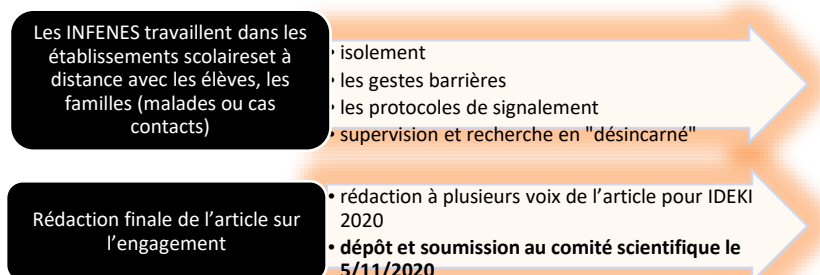 Les INFENES travaillent dans les
établissements scolaireset à
distance avec les élèves, les
familles (malades ou cas
contacts)
• isolement
• les gestes barrières
• les protocoles de signalement
• supervision et recherche en "désincarné"
Rédaction finale de l’article sur
l’engagement
• rédaction à plusieurs voix de l’article pour IDEKI
2020
• dépôt et soumission au comité scientifique le
5/11/2020